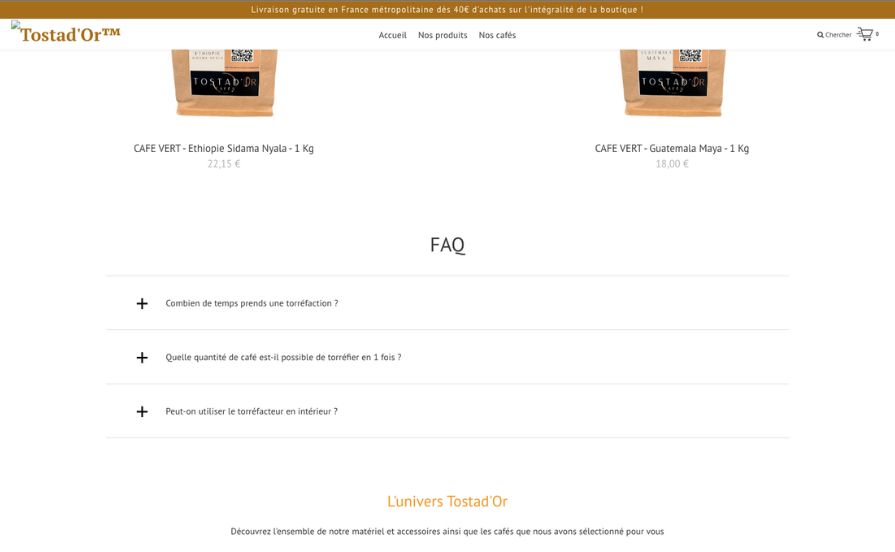 Livraison gratuite en France métropolitaine dès 40€ d'achats sur l'intégralité de la boutique !
Tostad'Or™
Accueil
Nos produits
Nos cafés
Chercher
0
ETHIOPIE
TOSTAD'OR
CAFÉS
GUATEMALA
MAYA
TOSTAD'OR
CAFÉS
CAFE VERT - Ethiopie Sidama Nyala - 1 Kg
22,15 €
CAFE VERT - Guatemala Maya - 1 Kg
18,00 €
FAQ
Combien de temps prends une torréfaction ?
Quelle quantité de café est-il possible de torréfier en 1 fois ?
Peut-on utiliser le torréfacteur en intérieur ?
L'univers Tostad'Or
Découvrez l'ensemble de notre matériel et accessoires ainsi que les cafés que nous avons sélectionné pour vous